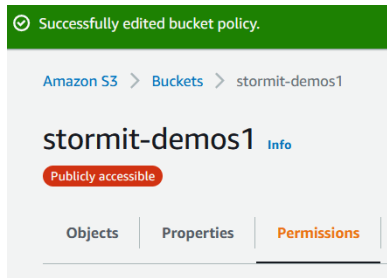 Successfully edited bucket policy.
Amazon S3 > Buckets > stormit-demos1
stormit-demos1 Info
Publicly accessible
Objects Properties Permissions